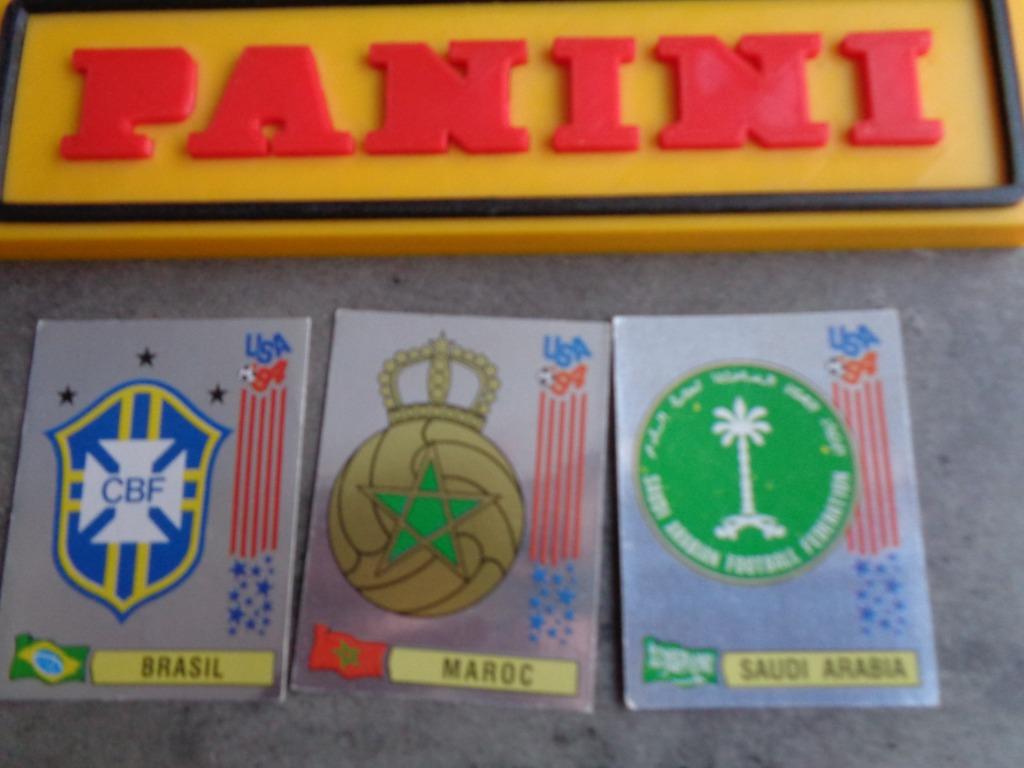 PANINI
USA
94
CBF
BRASIL
USA
94
MAROC
USA
94
SAUDI ARABIAN FOOTBALL FEDERATION
SAUDI ARABIA